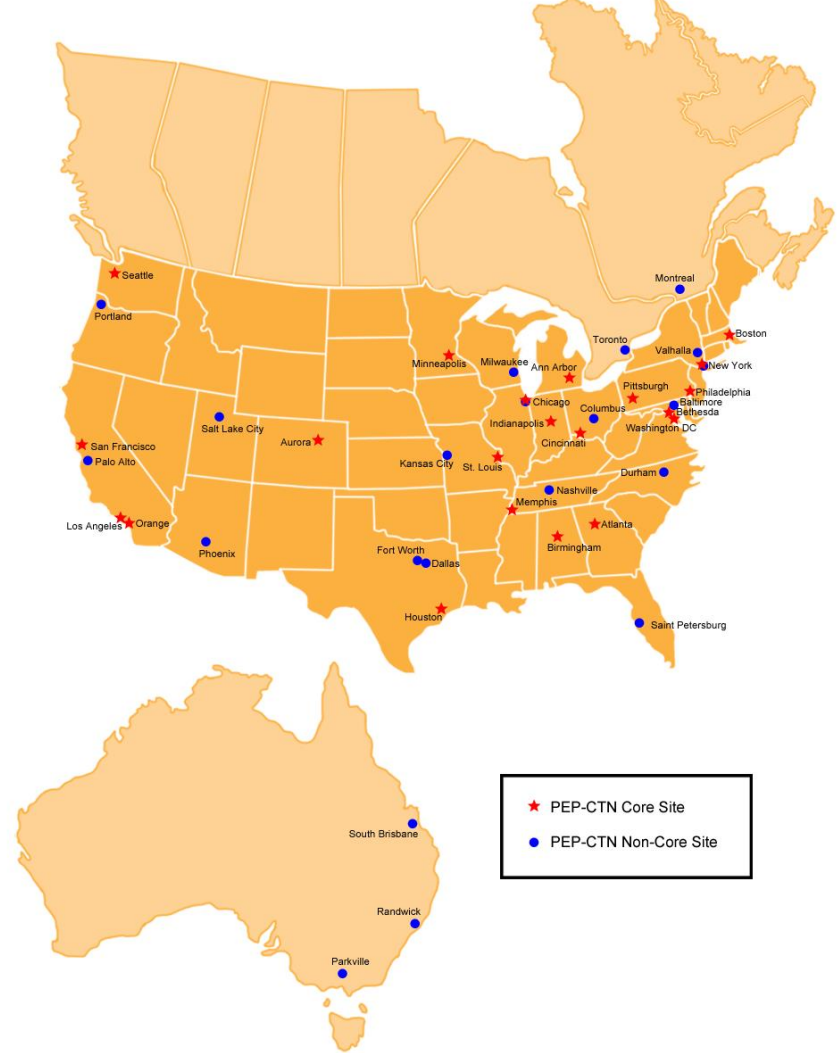 Montreal
Seattle
Portland
Toronto
Boston
Valhalla
New York
Minneapolis
Milwaukee
Ann Arbor
Pittsburgh
Philadelphia
Baltimore
Bethesda
Washington DC
Chicago
Columbus
Indianapolis
Cincinnati
Salt Lake City
Aurora
San Francisco
Palo Alto
Kansas City
St. Louis
Durham
Nashville
Memphis
Los Angeles
Orange
Atlanta
Birmingham
Phoenix
Fort Worth
Dallas
Houston
Saint Petersburg
PEP-CTN Core Site
PEP-CTN Non-Core Site
South Brisbane
Randwick
Parkville